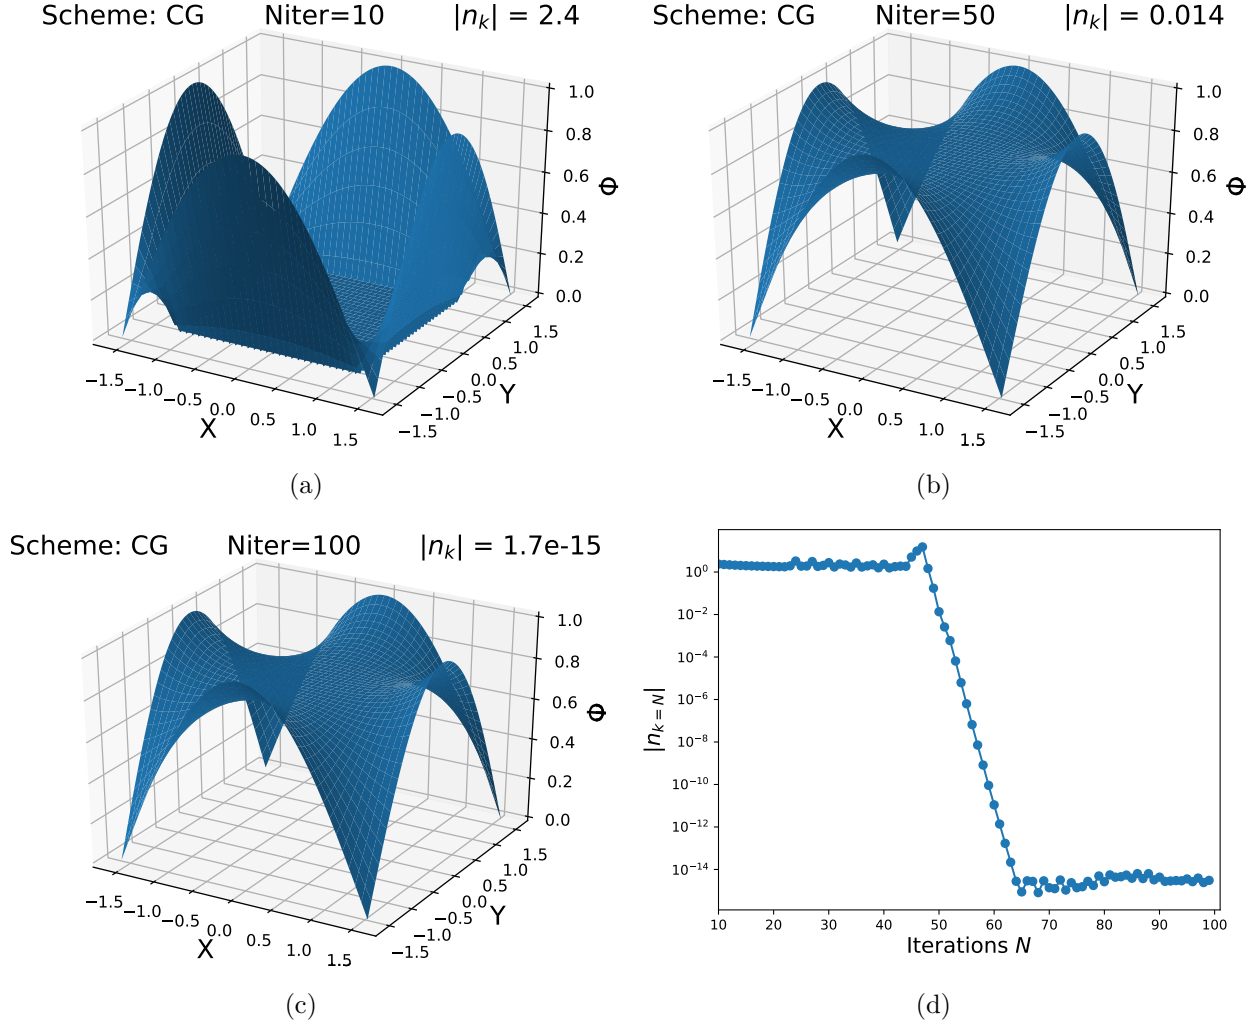 Scheme: CG Niter=10 |n_k| = 2.4
1.0
0.8
0.6
0.4
0.2
0.0
Φ
−1.5 −1.0 −0.5 0.0 0.5 1.0 1.5
X
−1.5 −1.0 −0.5 0.0 0.5 1.0 1.5
Y
(a)
Scheme: CG Niter=50 |n_k| = 0.014
1.0
0.8
0.6
0.4
0.2
0.0
Φ
−1.5 −1.0 −0.5 0.0 0.5 1.0 1.5
X
−1.5 −1.0 −0.5 0.0 0.5 1.0 1.5
Y
(b)
Scheme: CG Niter=100 |n_k| = 1.7e-15
1.0
0.8
0.6
0.4
0.2
0.0
Φ
−1.5 −1.0 −0.5 0.0 0.5 1.0 1.5
X
−1.5 −1.0 −0.5 0.0 0.5 1.0 1.5
Y
(c)
10^0
10^−2
10^−4
10^−6
10^−8
10^−10
10^−12
10^−14
|n_{k=N}|
10 20 30 40 50 60 70 80 90 100
Iterations N
(d)